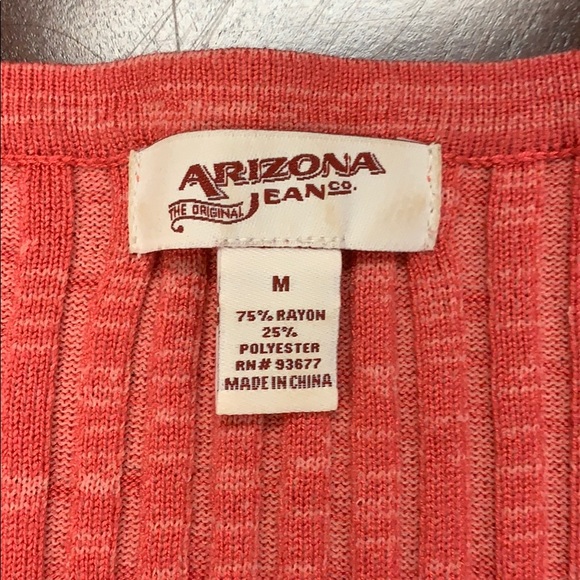 ARIZONA
THE ORIGINAL JEAN CO.
M
75% RAYON
25%
POLYESTER
RN# 93677
MADE IN CHINA